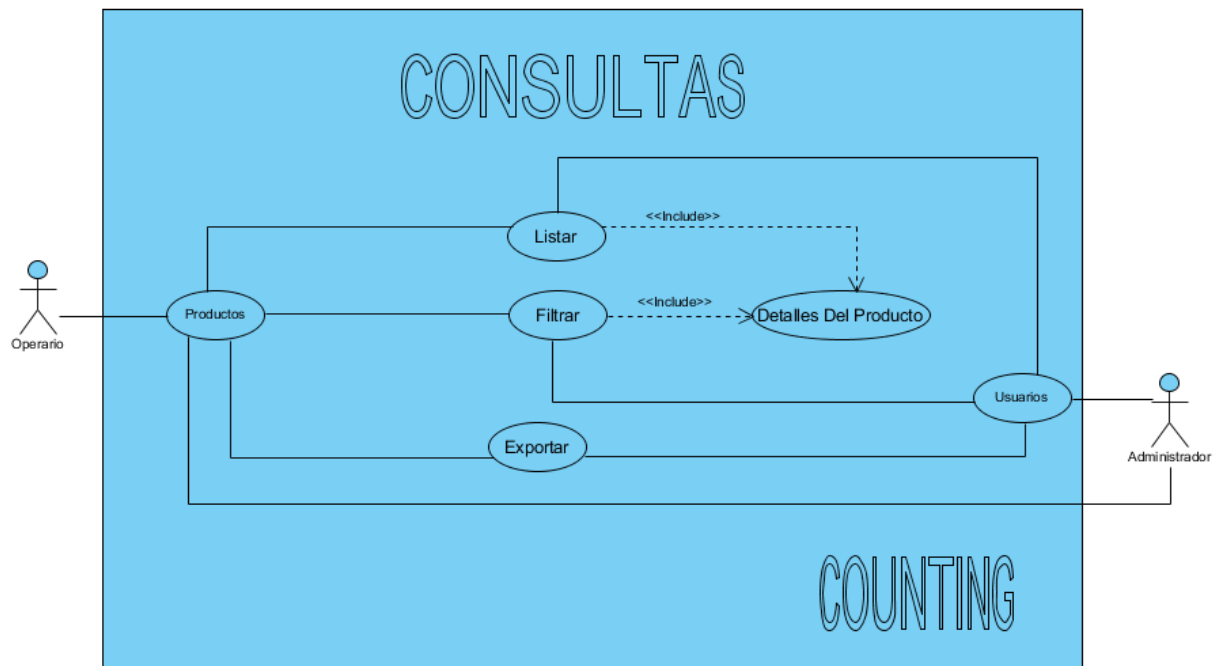 CONSULTAS
<<Include>>
Listar
<<Include>>
Productos
Filtrar
Detalles Del Producto
Operario
Usuarios
Exportar
Administrador
COUNTING